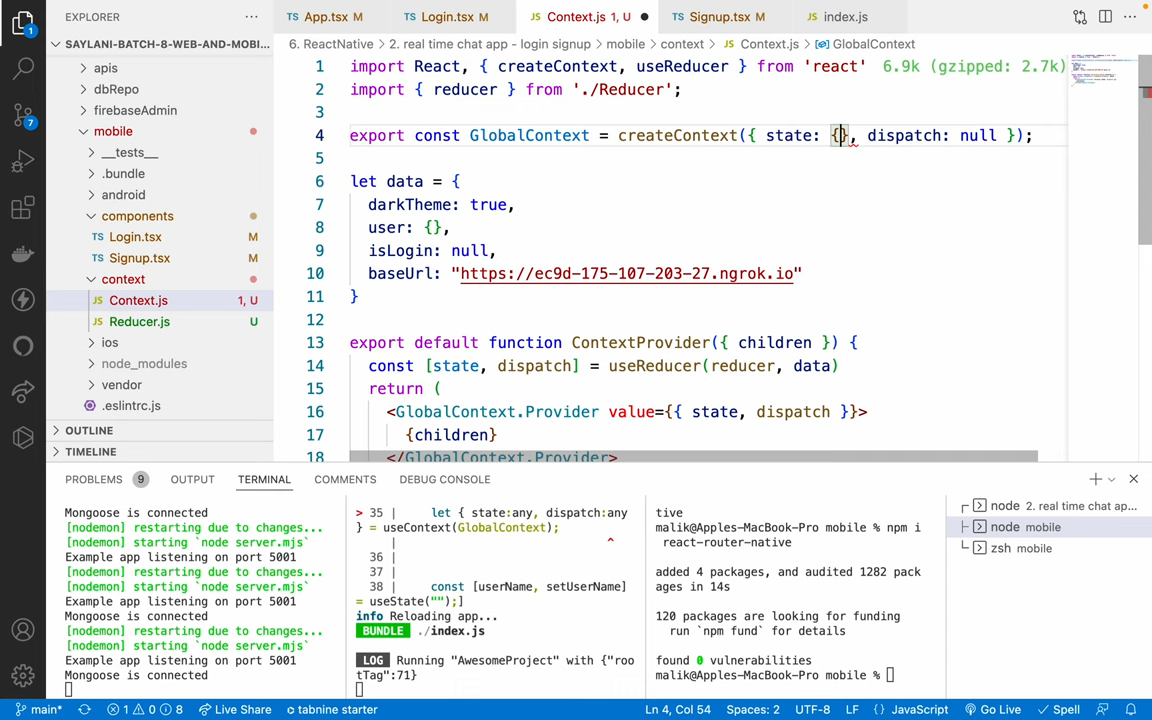 EXPLORER
App.tsx M
Login.tsx M
Context.js 1, U
Signup.tsx M
index.js
SAYLANI-BATCH-8-WEB-AND-MOBI...
6. ReactNative > 2. real time chat app - login signup > mobile > context > JS Context.js > GlobalContext
apis
dbRepo
firebaseAdmin
mobile
__tests__
.bundle
android
components
TS Login.tsx M
TS Signup.tsx M
context
JS Context.js 1, U
JS Reducer.js U
ios
node_modules
vendor
.eslintrc.js
OUTLINE
TIMELINE
1 import React, { createContext, useReducer } from 'react' 6.9k (gzipped: 2.7k)
2 import { reducer } from './Reducer';
3
4 export const GlobalContext = createContext({ state: {}, dispatch: null });
5
6 let data = {
7 darkTheme: true,
8 user: {},
9 isLogin: null,
10 baseUrl: "https://ec9d-175-107-203-27.ngrok.io"
11 }
12
13 export default function ContextProvider({ children }) {
14 const [state, dispatch] = useReducer(reducer, data)
15 return (
16 <GlobalContext.Provider value={{ state, dispatch }}>
17 {children}
18 </GlobalContext.Provider>
PROBLEMS 9 OUTPUT TERMINAL COMMENTS DEBUG CONSOLE
Mongoose is connected
[nodemon] restarting due to changes...
[nodemon] starting `node server.mjs`
Example app listening on port 5001
[nodemon] restarting due to changes...
[nodemon] starting `node server.mjs`
Example app listening on port 5001
Mongoose is connected
[nodemon] restarting due to changes...
[nodemon] starting `node server.mjs`
Example app listening on port 5001
Mongoose is connected
> 35 | let { state:any, dispatch:any
} = useContext(GlobalContext);
| ^
36 |
37 |
38 | const [userName, setUserName]
= useState("");]
info Reloading app...
BUNDLE ./index.js
LOG Running "AwesomeProject" with {"roo
tTag":71}
tive
malik@Apples-MacBook-Pro mobile % npm i
react-router-native
added 4 packages, and audited 1282 pack
ages in 14s
120 packages are looking for funding
run `npm fund` for details
found 0 vulnerabilities
malik@Apples-MacBook-Pro mobile %
node 2. real time chat ap...
node mobile
zsh mobile
main* 1 0 8 Live Share tabnine starter Ln 4, Col 54 Spaces: 2 UTF-8 LF {} JavaScript Go Live Spell